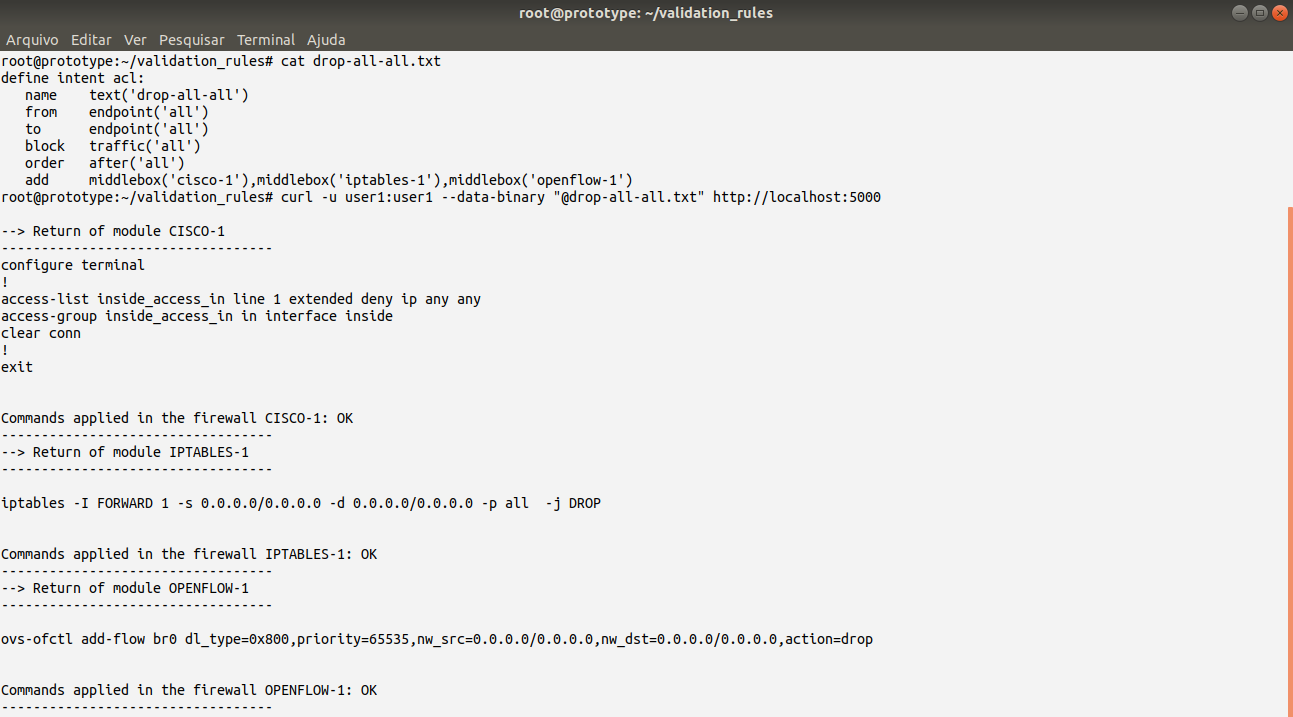 root@prototype: ~/validation_rules
Arquivo Editar Ver Pesquisar Terminal Ajuda
root@prototype:~/validation_rules# cat drop-all-all.txt
define intent acl:
   name    text('drop-all-all')
   from    endpoint('all')
   to      endpoint('all')
   block   traffic('all')
   order   after('all')
   add     middlebox('cisco-1'),middlebox('iptables-1'),middlebox('openflow-1')
root@prototype:~/validation_rules# curl -u user1:user1 --data-binary "@drop-all-all.txt" http://localhost:5000
--> Return of module CISCO-1
----------------------------------
configure terminal
!
access-list inside_access_in line 1 extended deny ip any any
access-group inside_access_in in interface inside
clear conn
!
exit
Commands applied in the firewall CISCO-1: OK
----------------------------------
--> Return of module IPTABLES-1
----------------------------------
iptables -I FORWARD 1 -s 0.0.0.0/0.0.0.0 -d 0.0.0.0/0.0.0.0 -p all  -j DROP
Commands applied in the firewall IPTABLES-1: OK
----------------------------------
--> Return of module OPENFLOW-1
----------------------------------
ovs-ofctl add-flow br0 dl_type=0x800,priority=65535,nw_src=0.0.0.0/0.0.0.0,nw_dst=0.0.0.0/0.0.0.0,action=drop
Commands applied in the firewall OPENFLOW-1: OK
----------------------------------